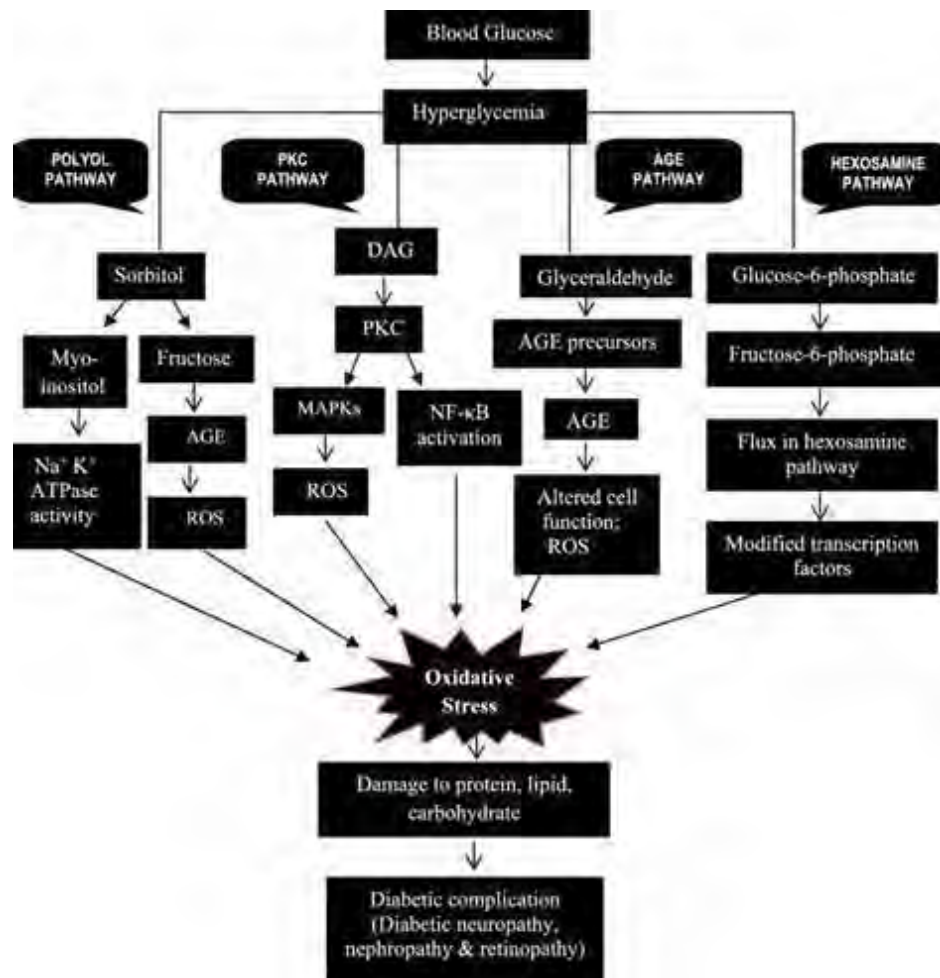 Blood Glucose
Hyperglycemia
POLYOL
PATHWAY
PKC
PATHWAY
AGE
PATHWAY
HEXOSAMINE
PATHWAY
Sorbitol
DAG
Glyceraldehyde
Glucose-6-phosphate
Myo-
inositol
Fructose
PKC
AGE precursors
Fructose-6-phosphate
MAPKs
NF-κB
activation
AGE
AGE
Flux in hexosamine
pathway
Na⁺ K⁺
ATPase
activity
ROS
ROS
Altered cell
function;
ROS
Modified transcription
factors
Oxidative
Stress
Damage to protein, lipid,
carbohydrate
Diabetic complication
(Diabetic neuropathy,
nephropathy & retinopathy)